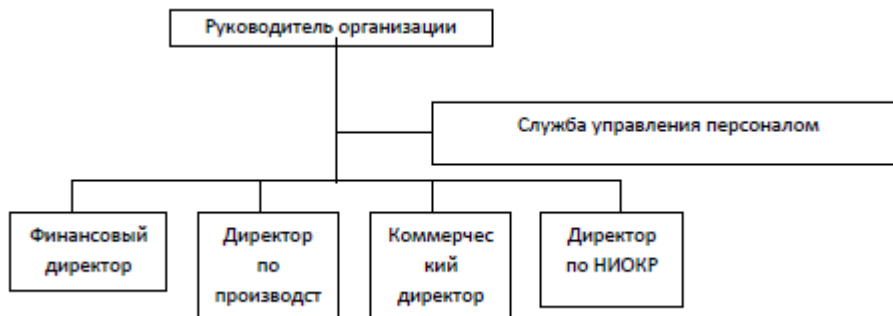 Руководитель организации
Служба управления персоналом
Финансовый
директор
Директор
по
производст
Коммерчес
кий
директор
Директор
по НИОКР